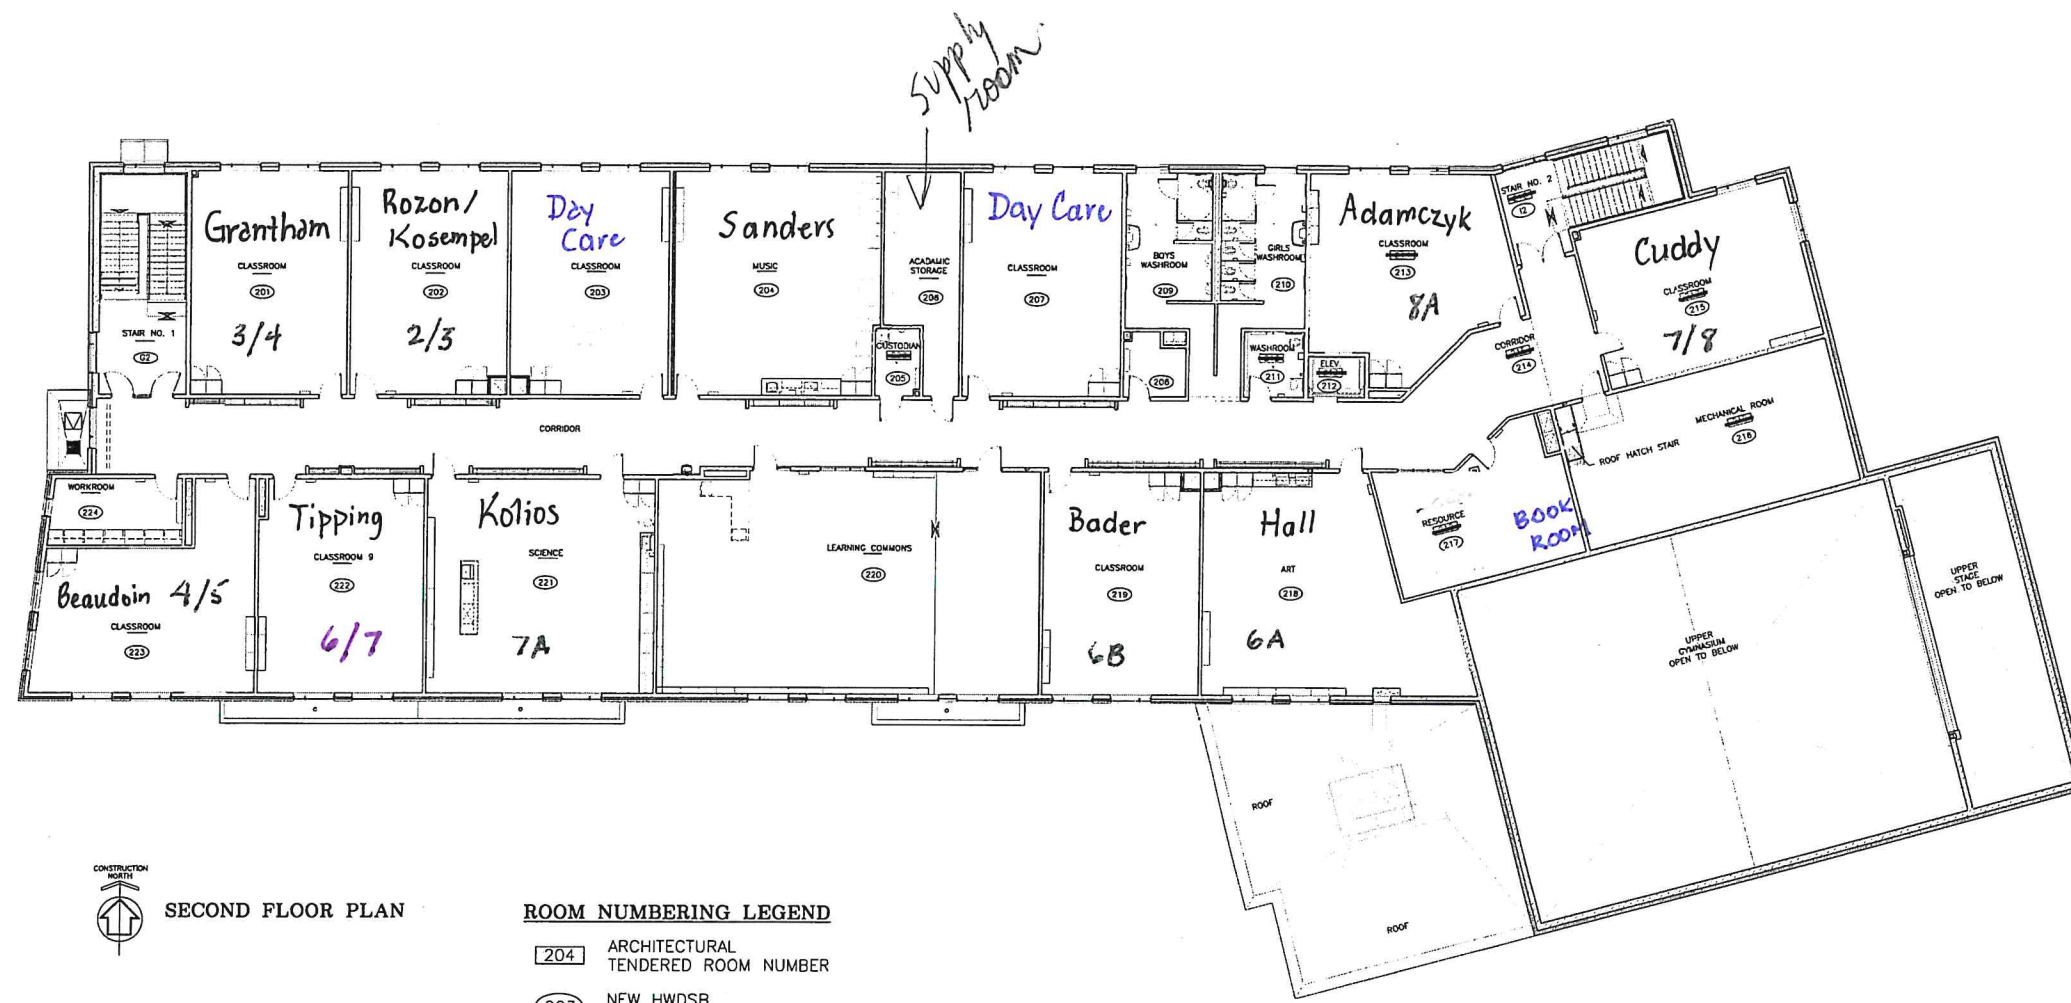 Supply
room
Grantham
CLASSROOM
201
3/4
Rozon/
Kosempel
CLASSROOM
202
2/3
Day
Care
CLASSROOM
203
Sanders
MUSIC
204
ACADAMIC
STORAGE
208
Day Care
CLASSROOM
207
BOYS
WASHROOM
209
GIRLS
WASHROOM
210
Adamczyk
CLASSROOM
213
8A
STAIR NO. 2
Cuddy
CLASSROOM
215
7/8
STAIR NO. 1
G2
CUSTODIAN
205
206
WASHROOM
211
ELEV.
212
CORRIDOR
214
CORRIDOR
MECHANICAL ROOM
216
ROOF HATCH STAIR
WORKROOM
224
Beaudoin 4/5
CLASSROOM
223
Tipping
CLASSROOM 9
222
6/7
Kolios
SCIENCE
221
7A
LEARNING COMMONS
220
Bader
CLASSROOM
219
6B
Hall
ART
218
6A
RESOURCE
217
BOOK
ROOM
UPPER
STAGE
OPEN TO BELOW
UPPER
GYMNASIUM
OPEN TO BELOW
ROOF
ROOF
CONSTRUCTION
NORTH
SECOND FLOOR PLAN
ROOM NUMBERING LEGEND
204
ARCHITECTURAL
TENDERED ROOM NUMBER
NEW HWDSB